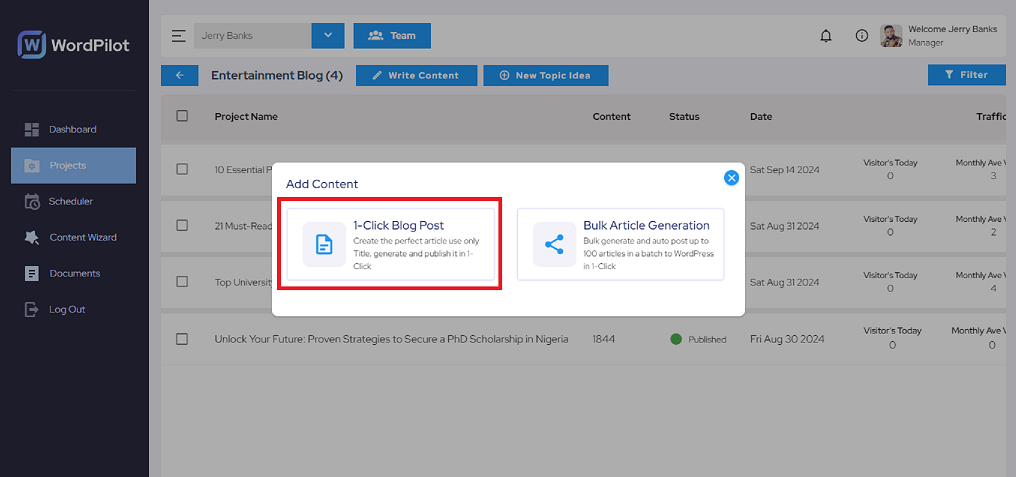 WordPilot
Jerry Banks
Team
Welcome Jerry Banks
Manager
Entertainment Blog (4)
Write Content
New Topic Idea
Filter
Dashboard
Projects
Scheduler
Content Wizard
Documents
Log Out
Project Name Content Status Date Traffic
10 Essential P Sat Sep 14 2024 Visitor's Today 0 Monthly Ave V 3
21 Must-Read Sat Aug 31 2024 Visitor's Today 0 Monthly Ave V 2
Top University Sat Aug 31 2024 Visitor's Today 0 Monthly Ave V 4
Unlock Your Future: Proven Strategies to Secure a PhD Scholarship in Nigeria 1844 Published Fri Aug 30 2024 Visitor's Today 0 Monthly Ave V 0
Add Content
1-Click Blog Post
Create the perfect article use only
Title, generate and publish it in 1-
Click
Bulk Article Generation
Bulk generate and auto post up to
100 articles in a batch to WordPress
in 1-Click